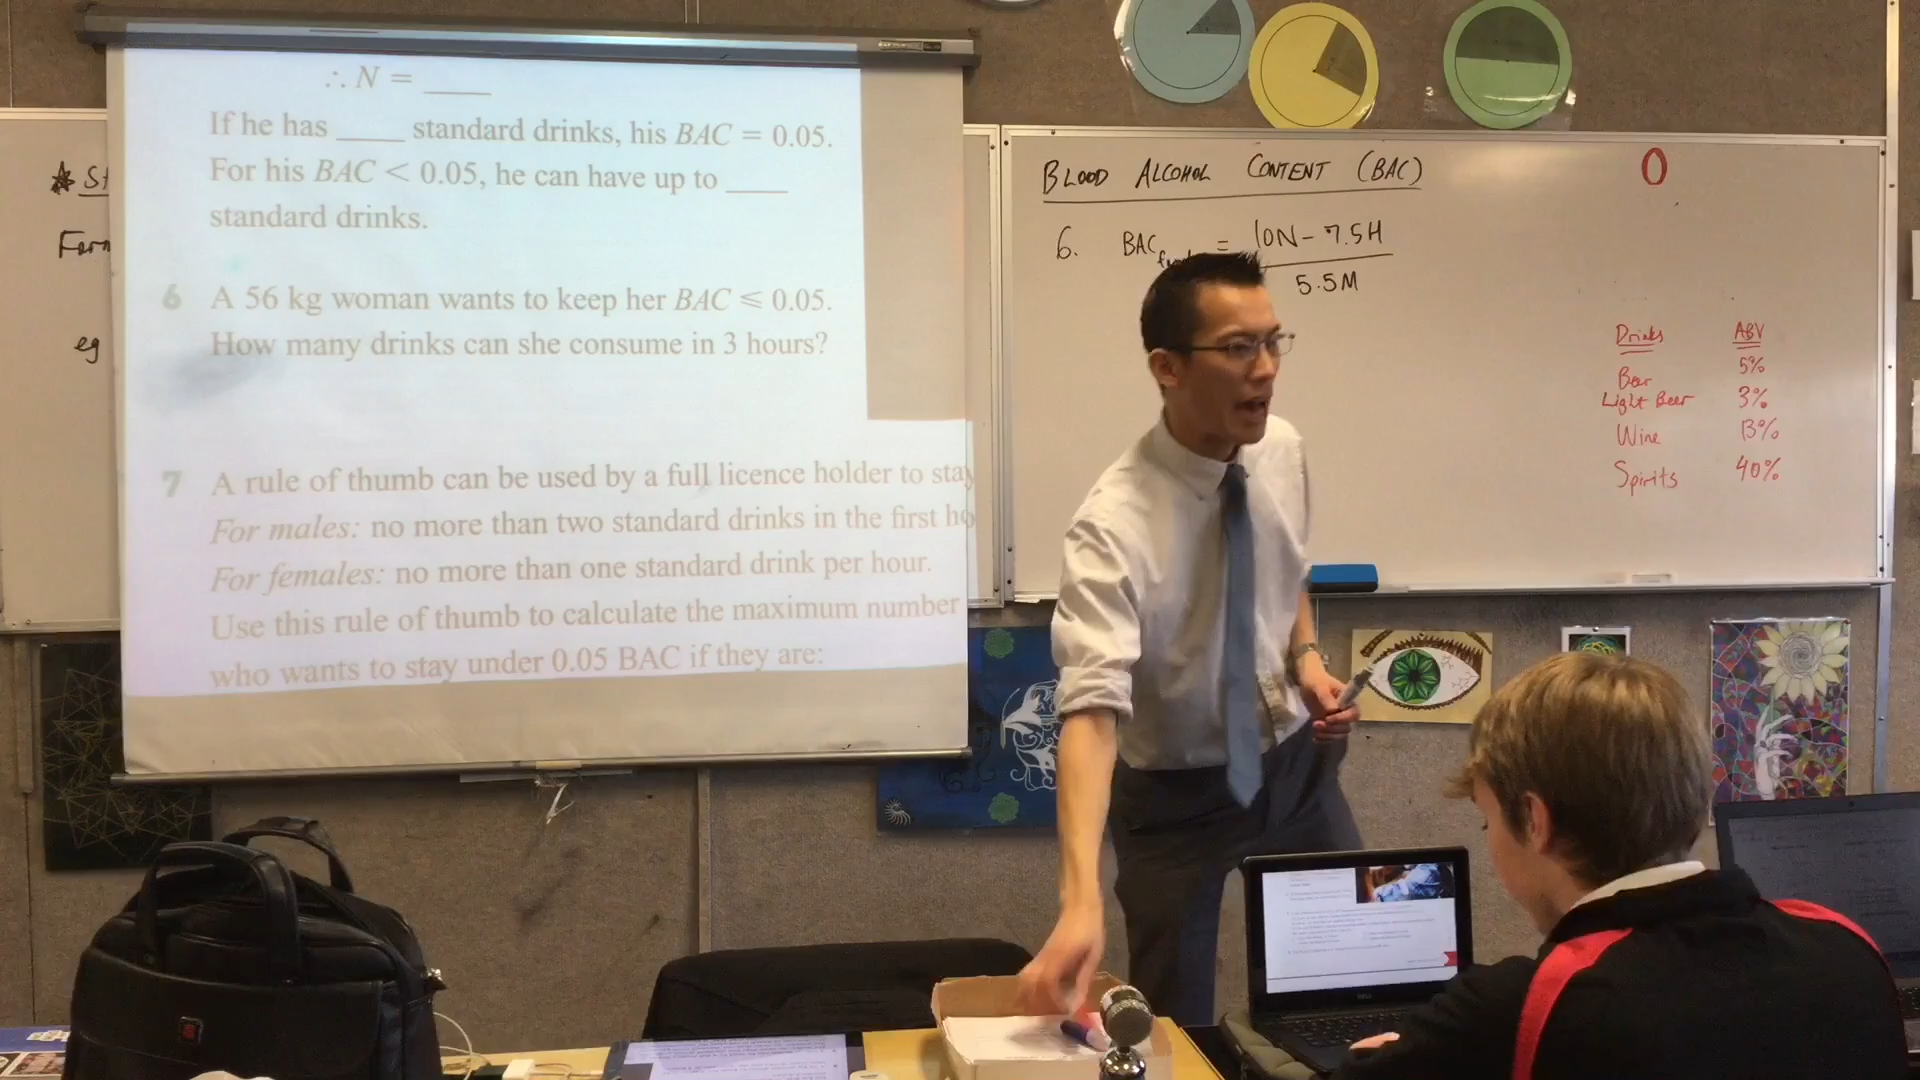 ∴ N = ____
If he has ____ standard drinks, his BAC = 0.05.
For his BAC < 0.05, he can have up to ____
standard drinks.
6 A 56 kg woman wants to keep her BAC ⩽ 0.05.
How many drinks can she consume in 3 hours?
7 A rule of thumb can be used by a full licence holder to stay
For males: no more than two standard drinks in the first ho
For females: no more than one standard drink per hour.
Use this rule of thumb to calculate the maximum number
who wants to stay under 0.05 BAC if they are:
★ St
Form
eg
BLOOD ALCOHOL CONTENT (BAC)
6. BAC = 10N - 7.5H
5.5M
0
Drinks ABV
Beer 5%
Light Beer 3%
Wine 13%
Spirits 40%